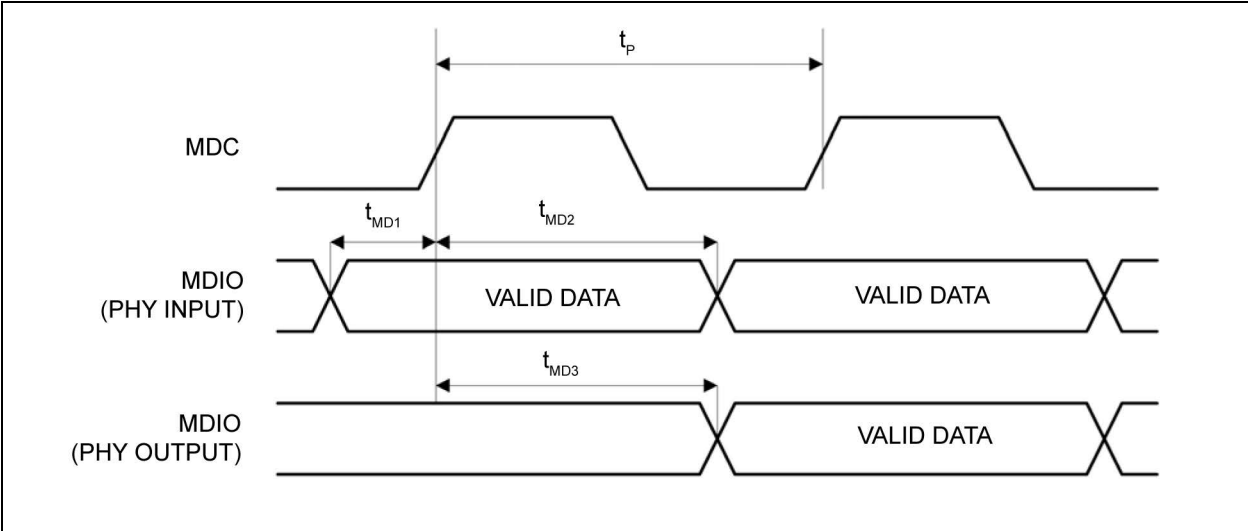 tP
MDC
tMD1
tMD2
MDIO
(PHY INPUT)
VALID DATA
VALID DATA
tMD3
MDIO
(PHY OUTPUT)
VALID DATA